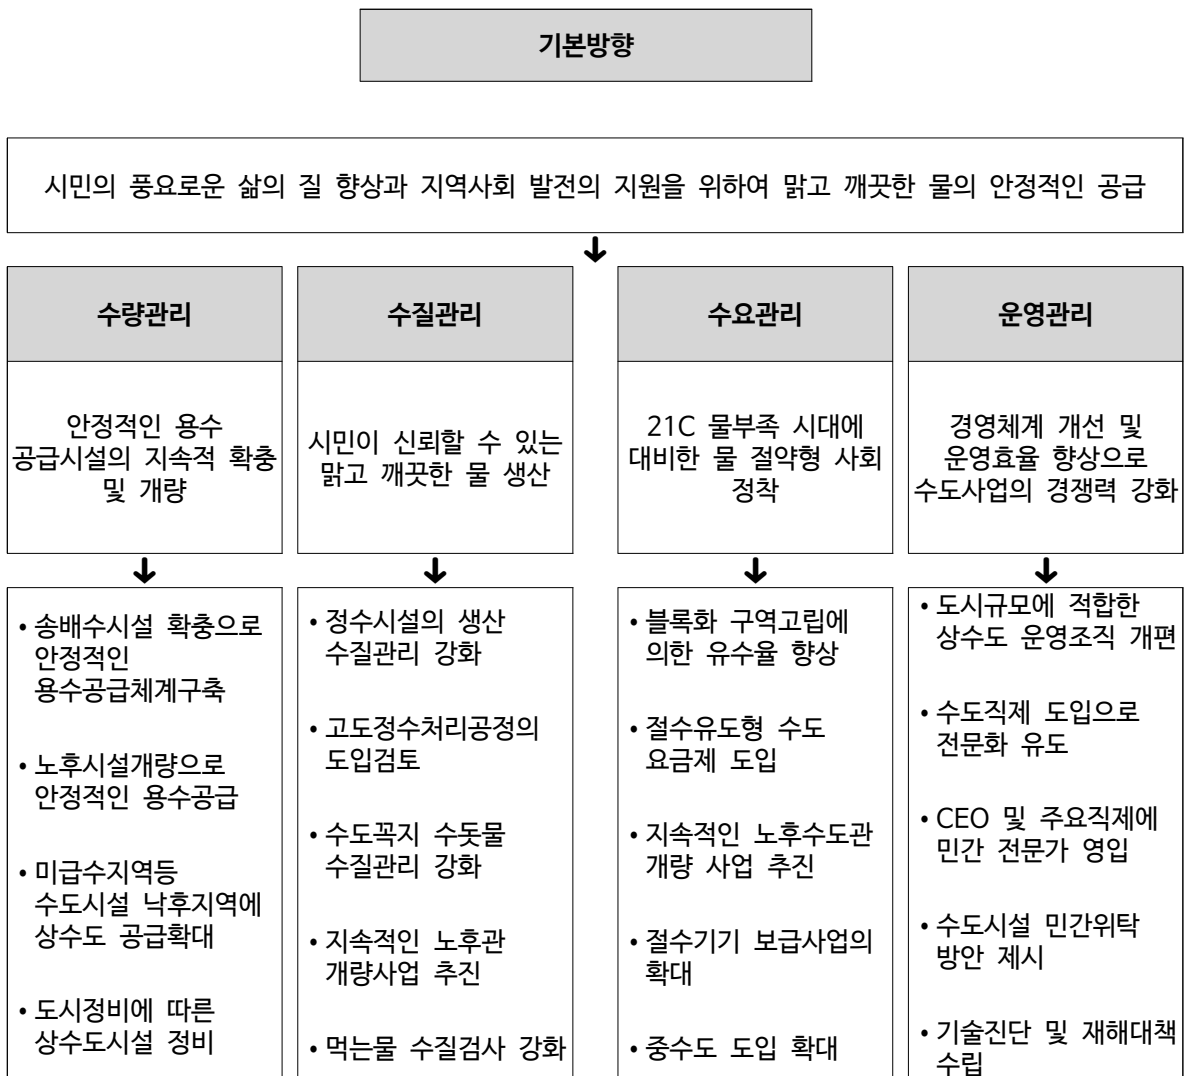 기본방향
시민의 풍요로운 삶의 질 향상과 지역사회 발전의 지원을 위하여 맑고 깨끗한 물의 안정적인 공급
수량관리
안정적인 용수
공급시설의 지속적 확충
및 개량
• 송배수시설 확충으로
안정적인
용수공급체계구축
• 노후시설개량으로
안정적인 용수공급
• 미급수지역등
수도시설 낙후지역에
상수도 공급확대
• 도시정비에 따른
상수도시설 정비
수질관리
시민이 신뢰할 수 있는
맑고 깨끗한 물 생산
• 정수시설의 생산
수질관리 강화
• 고도정수처리공정의
도입검토
• 수도꼭지 수돗물
수질관리 강화
• 지속적인 노후관
개량사업 추진
• 먹는물 수질검사 강화
수요관리
21C 물부족 시대에
대비한 물 절약형 사회
정착
• 블록화 구역고립에
의한 유수율 향상
• 절수유도형 수도
요금제 도입
• 지속적인 노후수도관
개량 사업 추진
• 절수기기 보급사업의
확대
• 중수도 도입 확대
운영관리
경영체계 개선 및
운영효율 향상으로
수도사업의 경쟁력 강화
• 도시규모에 적합한
상수도 운영조직 개편
• 수도직제 도입으로
전문화 유도
• CEO 및 주요직제에
민간 전문가 영입
• 수도시설 민간위탁
방안 제시
• 기술진단 및 재해대책
수립